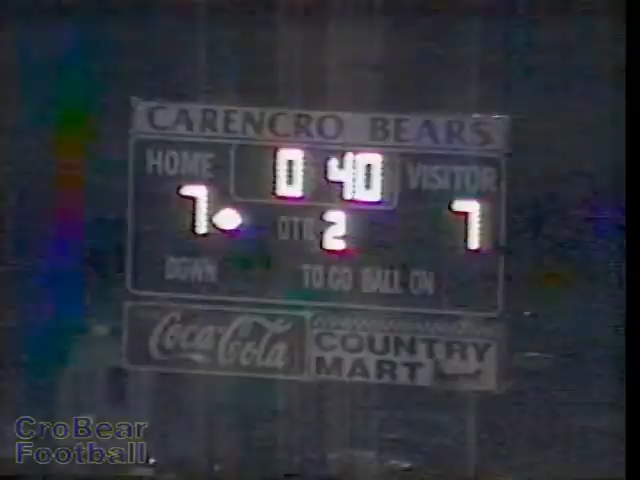 CARENCRO BEARS
HOME 0 40 VISITOR
7 QTR 2 7
DOWN TO GO BALL ON
Coca-Cola COUNTRY
MART
CroBear
Football